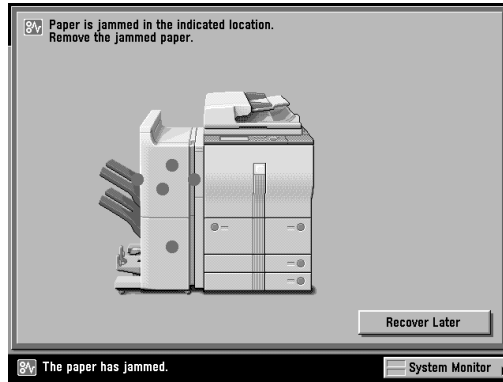 Paper is jammed in the indicated location.
Remove the jammed paper.
Recover Later
The paper has jammed.
System Monitor